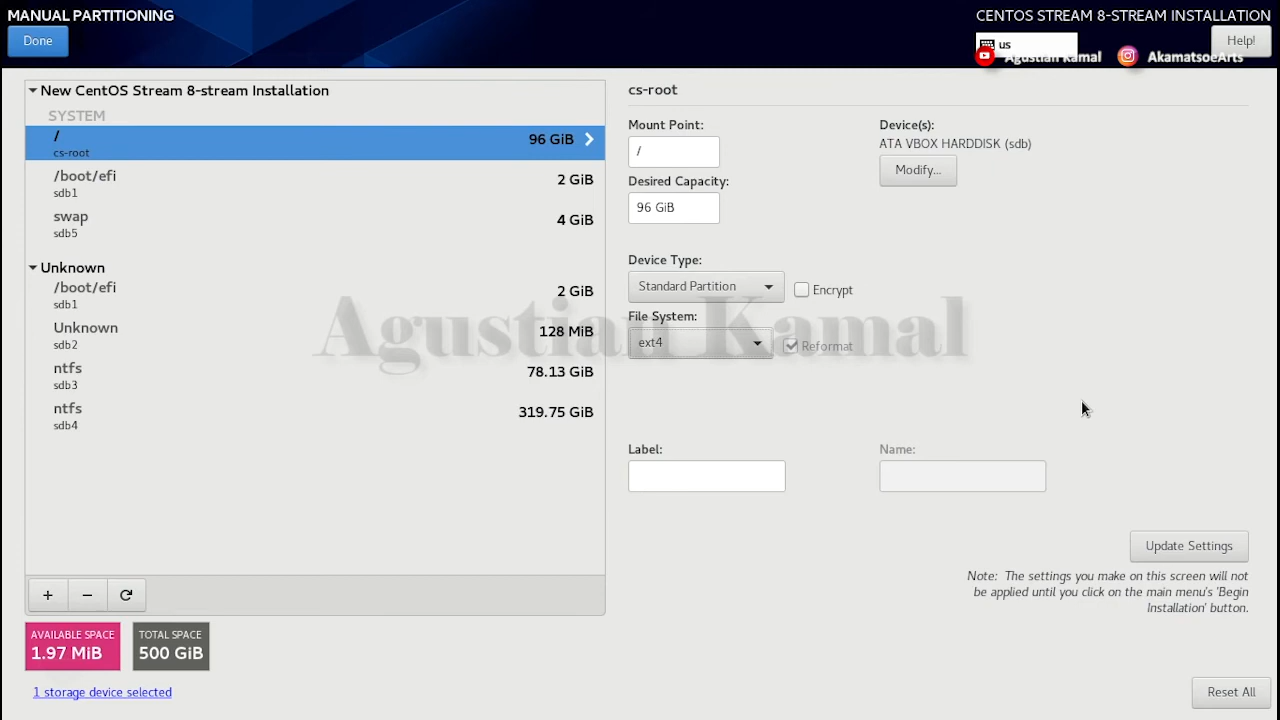 MANUAL PARTITIONING
CENTOS STREAM 8-STREAM INSTALLATION
Done
us
Help!
Agustian Kamal
AkamatsoeArts
New CentOS Stream 8-stream Installation
SYSTEM
/
96 GiB
cs-root
/boot/efi
2 GiB
sdb1
swap
4 GiB
sdb5
Unknown
/boot/efi
2 GiB
sdb1
Unknown
128 MiB
sdb2
ntfs
78.13 GiB
sdb3
ntfs
319.75 GiB
sdb4
+ −
AVAILABLE SPACE
1.97 MiB
TOTAL SPACE
500 GiB
1 storage device selected
cs-root
Mount Point:
/
Device(s):
ATA VBOX HARDDISK (sdb)
Modify...
Desired Capacity:
96 GiB
Device Type:
Standard Partition
Encrypt
File System:
ext4
Reformat
Agustian Kamal
Label:
Name:
Update Settings
Note: The settings you make on this screen will not
be applied until you click on the main menu's 'Begin
Installation' button.
Reset All